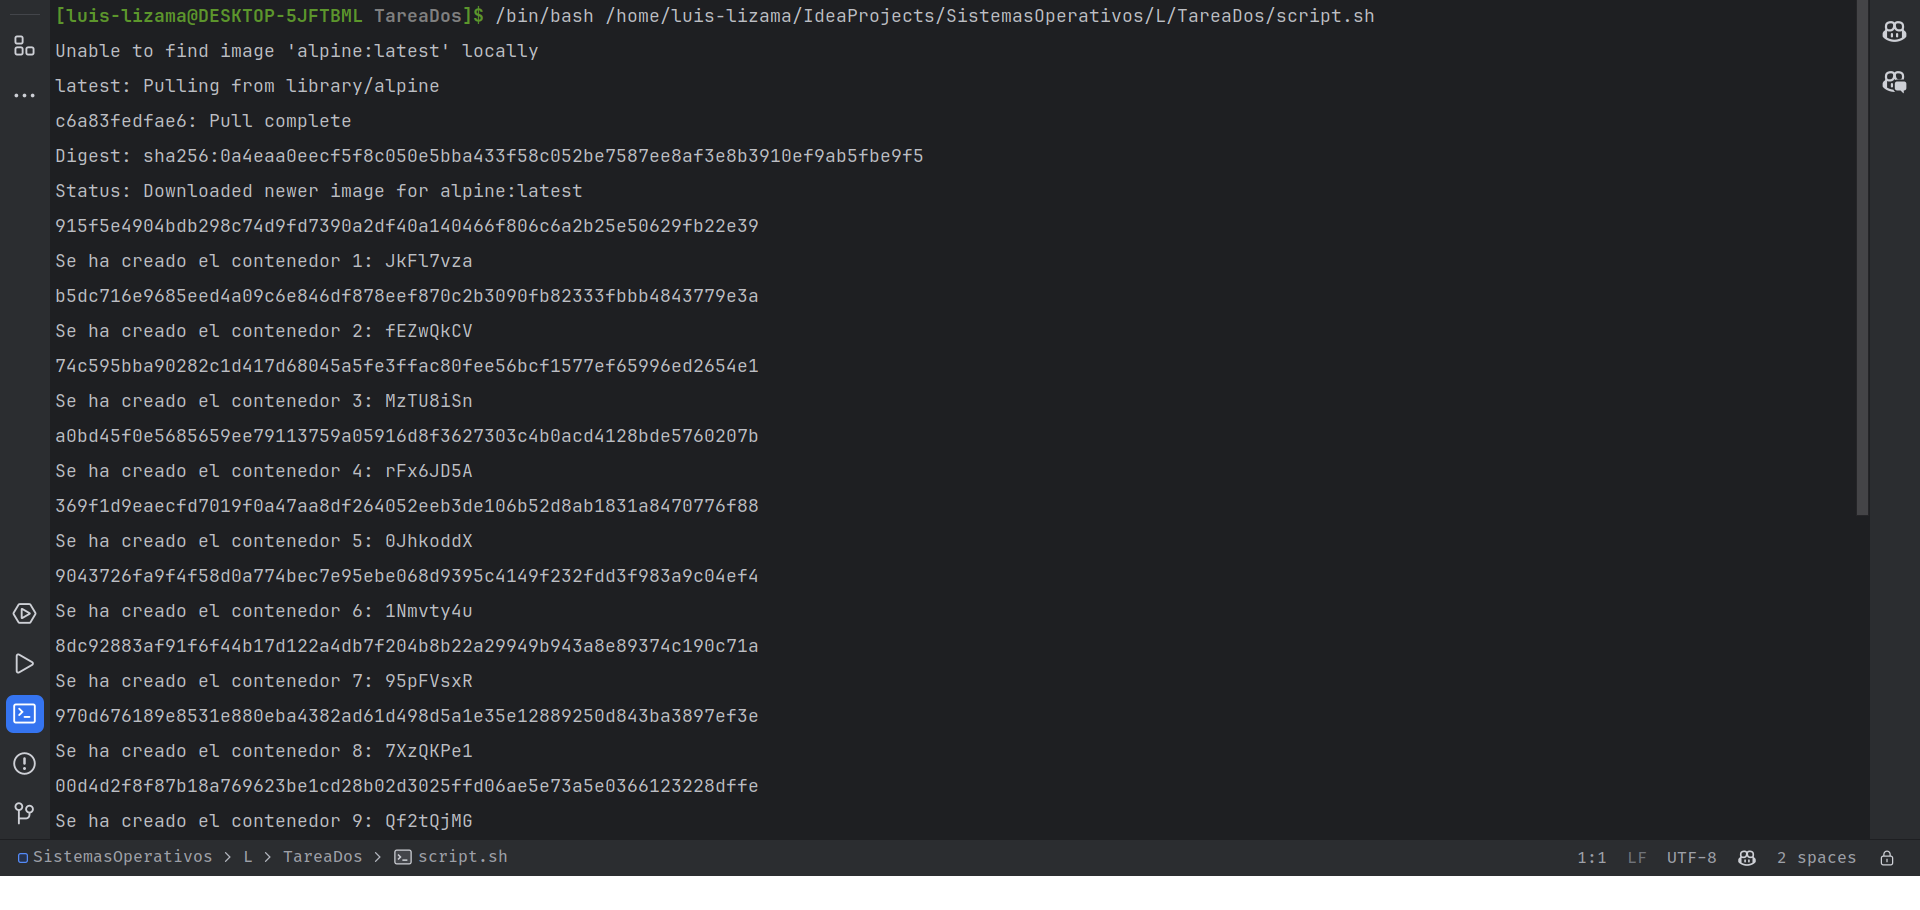 [luis-lizama@DESKTOP-5JFTBML TareaDos]$ /bin/bash /home/luis-lizama/IdeaProjects/SistemasOperativos/L/TareaDos/script.sh
Unable to find image 'alpine:latest' locally
latest: Pulling from library/alpine
c6a83fedfae6: Pull complete
Digest: sha256:0a4eaa0eecf5f8c050e5bba433f58c052be7587ee8af3e8b3910ef9ab5fbe9f5
Status: Downloaded newer image for alpine:latest
915f5e4904bdb298c74d9fd7390a2df40a140466f806c6a2b25e50629fb22e39
Se ha creado el contenedor 1: JkFl7vza
b5dc716e9685eed4a09c6e846df878eef870c2b3090fb82333fbbb4843779e3a
Se ha creado el contenedor 2: fEZwQkCV
74c595bba90282c1d417d68045a5fe3ffac80fee56bcf1577ef65996ed2654e1
Se ha creado el contenedor 3: MzTU8iSn
a0bd45f0e5685659ee79113759a05916d8f3627303c4b0acd4128bde5760207b
Se ha creado el contenedor 4: rFx6JD5A
369f1d9eaecfd7019f0a47aa8df264052eeb3de106b52d8ab1831a8470776f88
Se ha creado el contenedor 5: 0JhkoddX
9043726fa9f4f58d0a774bec7e95ebe068d9395c4149f232fdd3f983a9c04ef4
Se ha creado el contenedor 6: 1Nmvty4u
8dc92883af91f6f44b17d122a4db7f204b8b22a29949b943a8e89374c190c71a
Se ha creado el contenedor 7: 95pFVsxR
970d676189e8531e880eba4382ad61d498d5a1e35e12889250d843ba3897ef3e
Se ha creado el contenedor 8: 7XzQKPe1
00d4d2f8f87b18a769623be1cd28b02d3025ffd06ae5e73a5e0366123228dffe
Se ha creado el contenedor 9: Qf2tQjMG
SistemasOperativos > L > TareaDos > script.sh 1:1 LF UTF-8 2 spaces